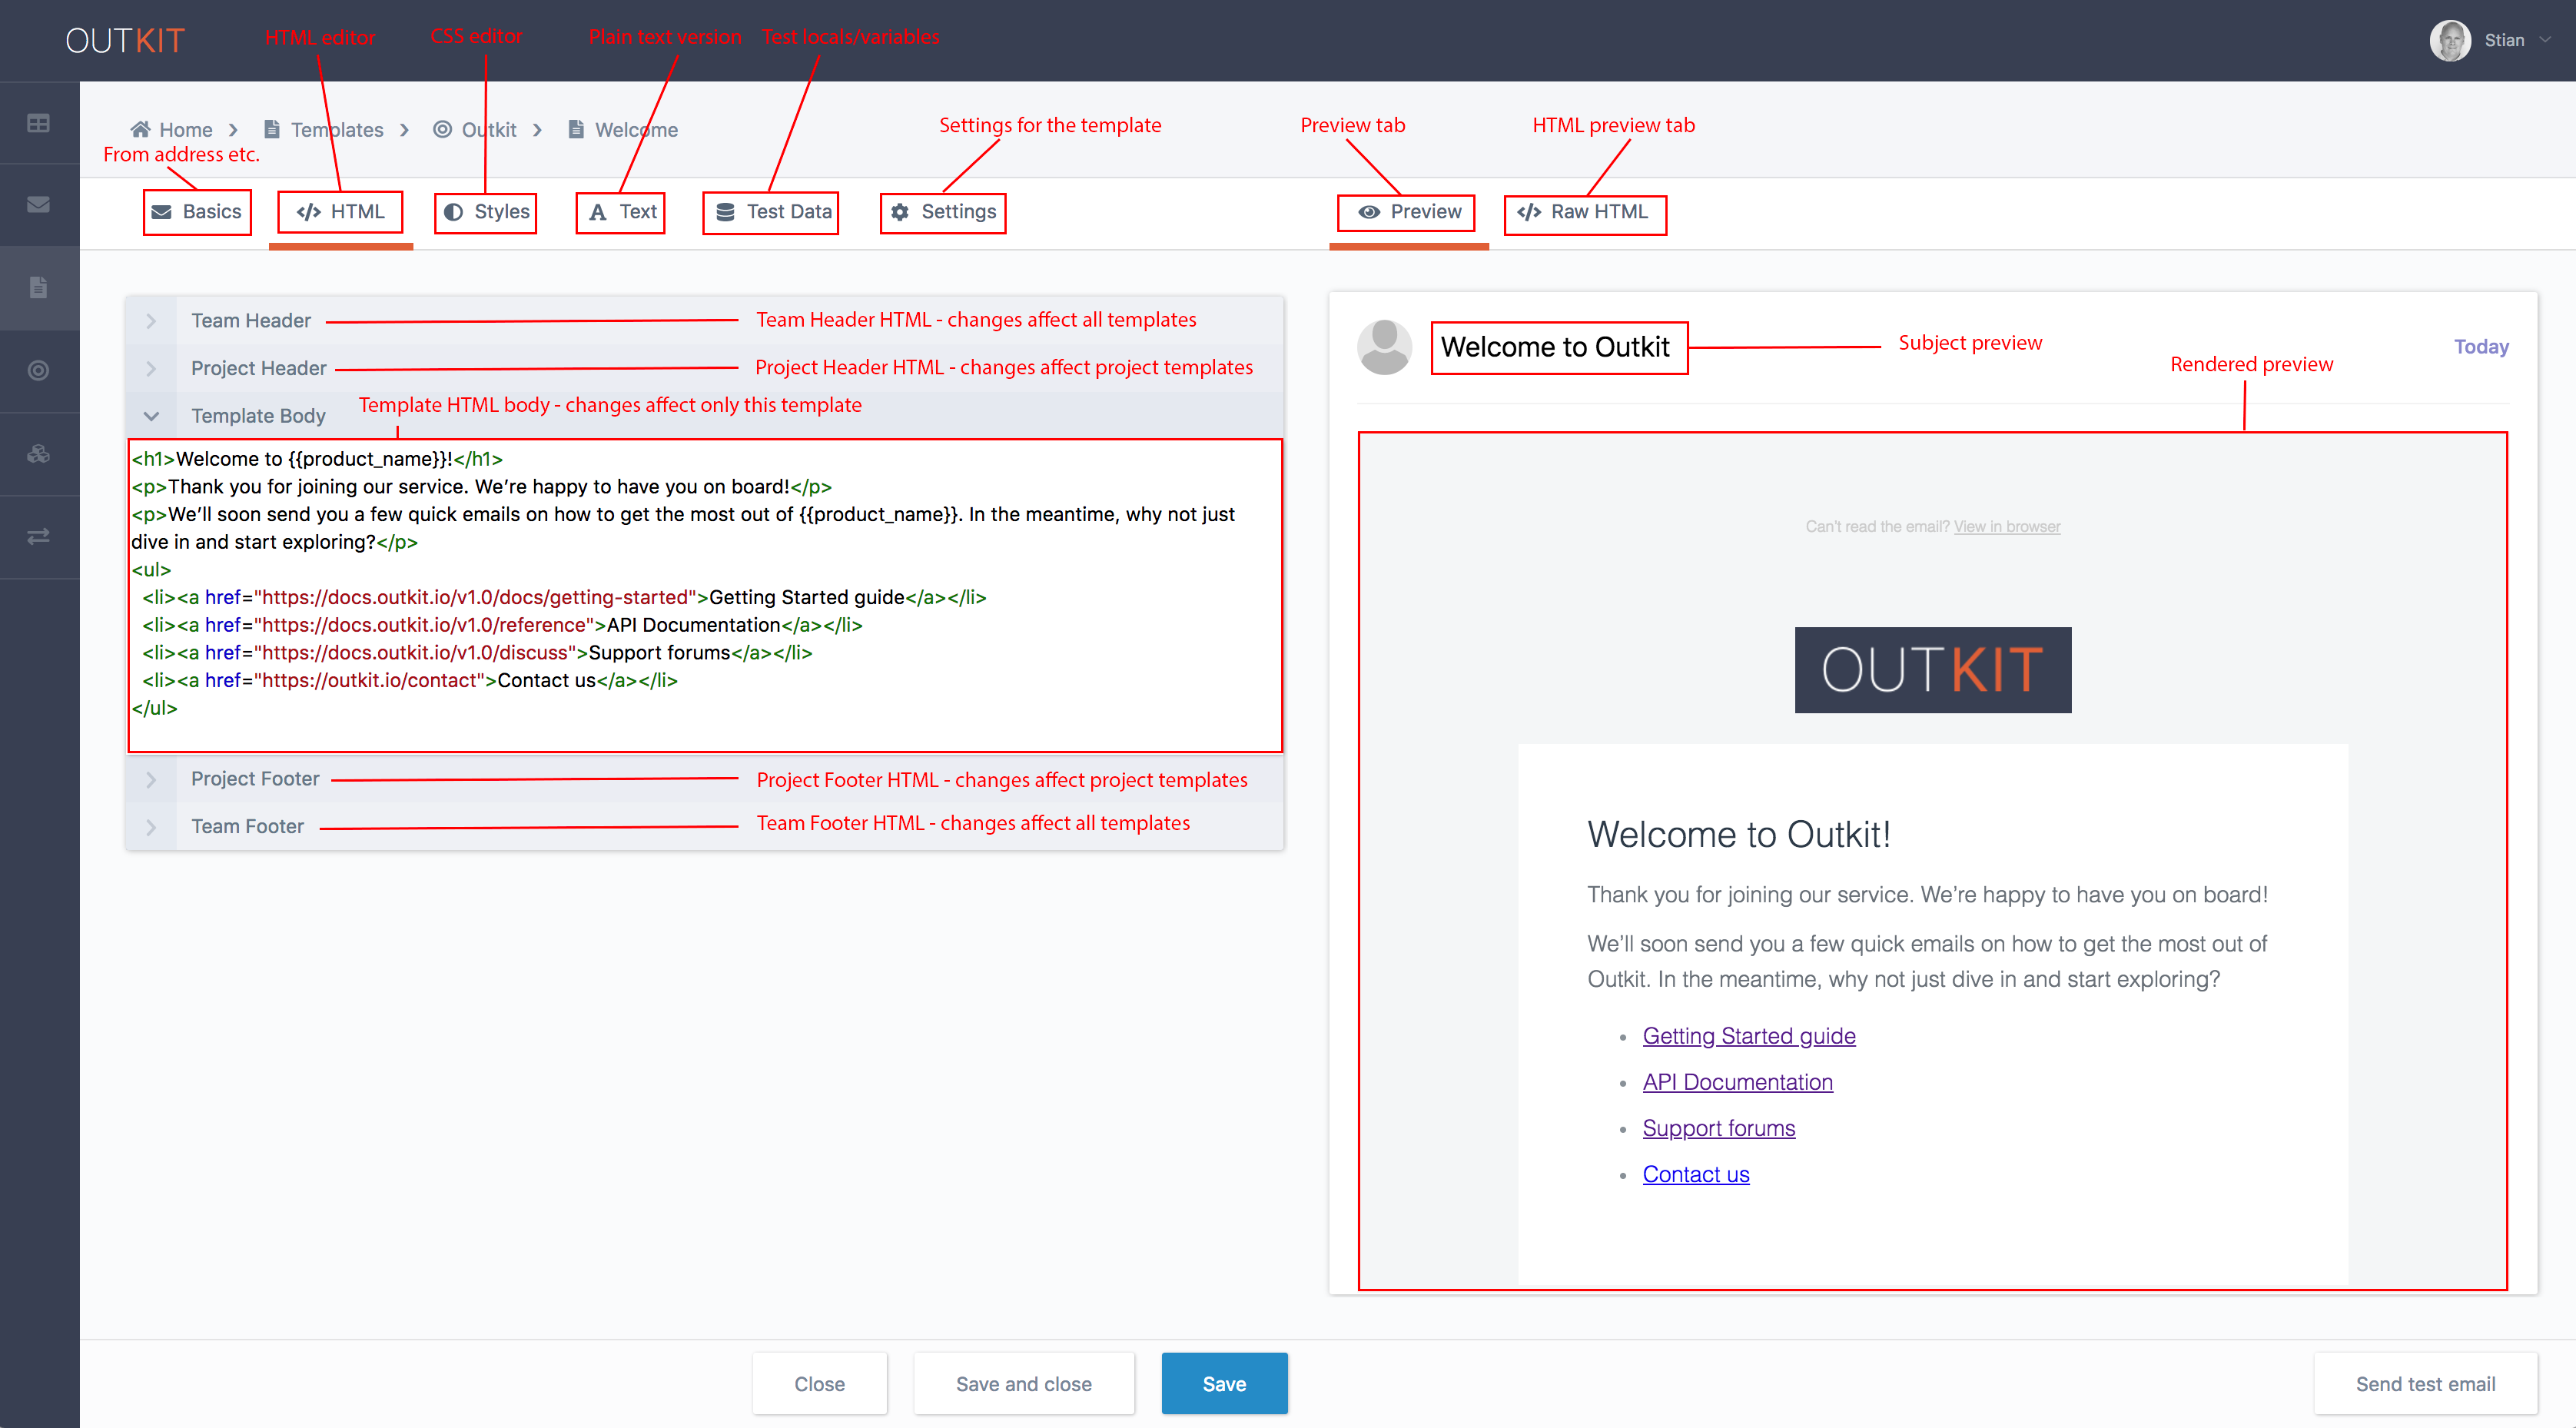 OUTKIT
HTML editor
CSS editor
Plain text version
Test locals/variables
Stian
Home
Templates
Outkit
Welcome
From address etc.
Settings for the template
Preview tab
HTML preview tab
Basics
HTML
Styles
Text
Test Data
Settings
Preview
Raw HTML
Team Header
Team Header HTML - changes affect all templates
Project Header
Project Header HTML - changes affect project templates
Template Body
Template HTML body - changes affect only this template
<h1>Welcome to {{product_name}}!</h1>
<p>Thank you for joining our service. We’re happy to have you on board!</p>
<p>We’ll soon send you a few quick emails on how to get the most out of {{product_name}}. In the meantime, why not just
dive in and start exploring?</p>
<ul>
<li><a href="https://docs.outkit.io/v1.0/docs/getting-started">Getting Started guide</a></li>
<li><a href="https://docs.outkit.io/v1.0/reference">API Documentation</a></li>
<li><a href="https://docs.outkit.io/v1.0/discuss">Support forums</a></li>
<li><a href="https://outkit.io/contact">Contact us</a></li>
</ul>
Project Footer
Project Footer HTML - changes affect project templates
Team Footer
Team Footer HTML - changes affect all templates
Welcome to Outkit
Subject preview
Today
Rendered preview
Can't read the email? View in browser
OUTKIT
Welcome to Outkit!
Thank you for joining our service. We’re happy to have you on board!
We’ll soon send you a few quick emails on how to get the most out of
Outkit. In the meantime, why not just dive in and start exploring?
Getting Started guide
API Documentation
Support forums
Contact us
Close
Save and close
Save
Send test email